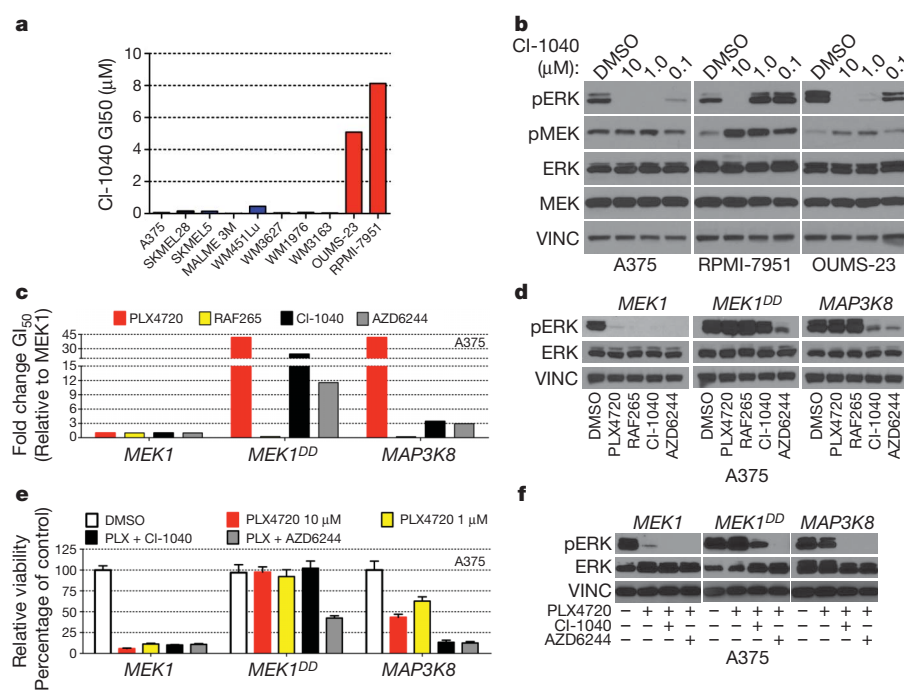 a
CI-1040 GI50 (μM)
10
8
6
4
2
0
A375
SKMEL28
SKMEL5
MALME 3M
WM451Lu
WM3627
WM1976
WM3163
OUMS-23
RPMI-7951
b
CI-1040 (μM):
DMSO 10 1.0 0.1 DMSO 10 1.0 0.1 DMSO 10 1.0 0.1
pERK
pMEK
ERK
MEK
VINC
A375 RPMI-7951 OUMS-23
c
PLX4720 RAF265 CI-1040 AZD6244
Fold change GI50
(Relative to MEK1)
45
30
15
12
9
6
3
0
A375
MEK1 MEK1DD MAP3K8
d
MEK1 MEK1DD MAP3K8
pERK
ERK
VINC
DMSO PLX4720 RAF265 CI-1040 AZD6244 DMSO PLX4720 RAF265 CI-1040 AZD6244 DMSO PLX4720 RAF265 CI-1040 AZD6244
A375
e
DMSO PLX4720 10 μM PLX4720 1 μM
PLX + CI-1040 PLX + AZD6244
Relative viability
Percentage of control)
125
100
75
50
25
0
A375
MEK1 MEK1DD MAP3K8
f
MEK1 MEK1DD MAP3K8
pERK
ERK
VINC
PLX4720 − + + + − + + + − + + +
CI-1040 − − + − − − + − − − + −
AZD6244 − − − + − − − + − − − +
A375